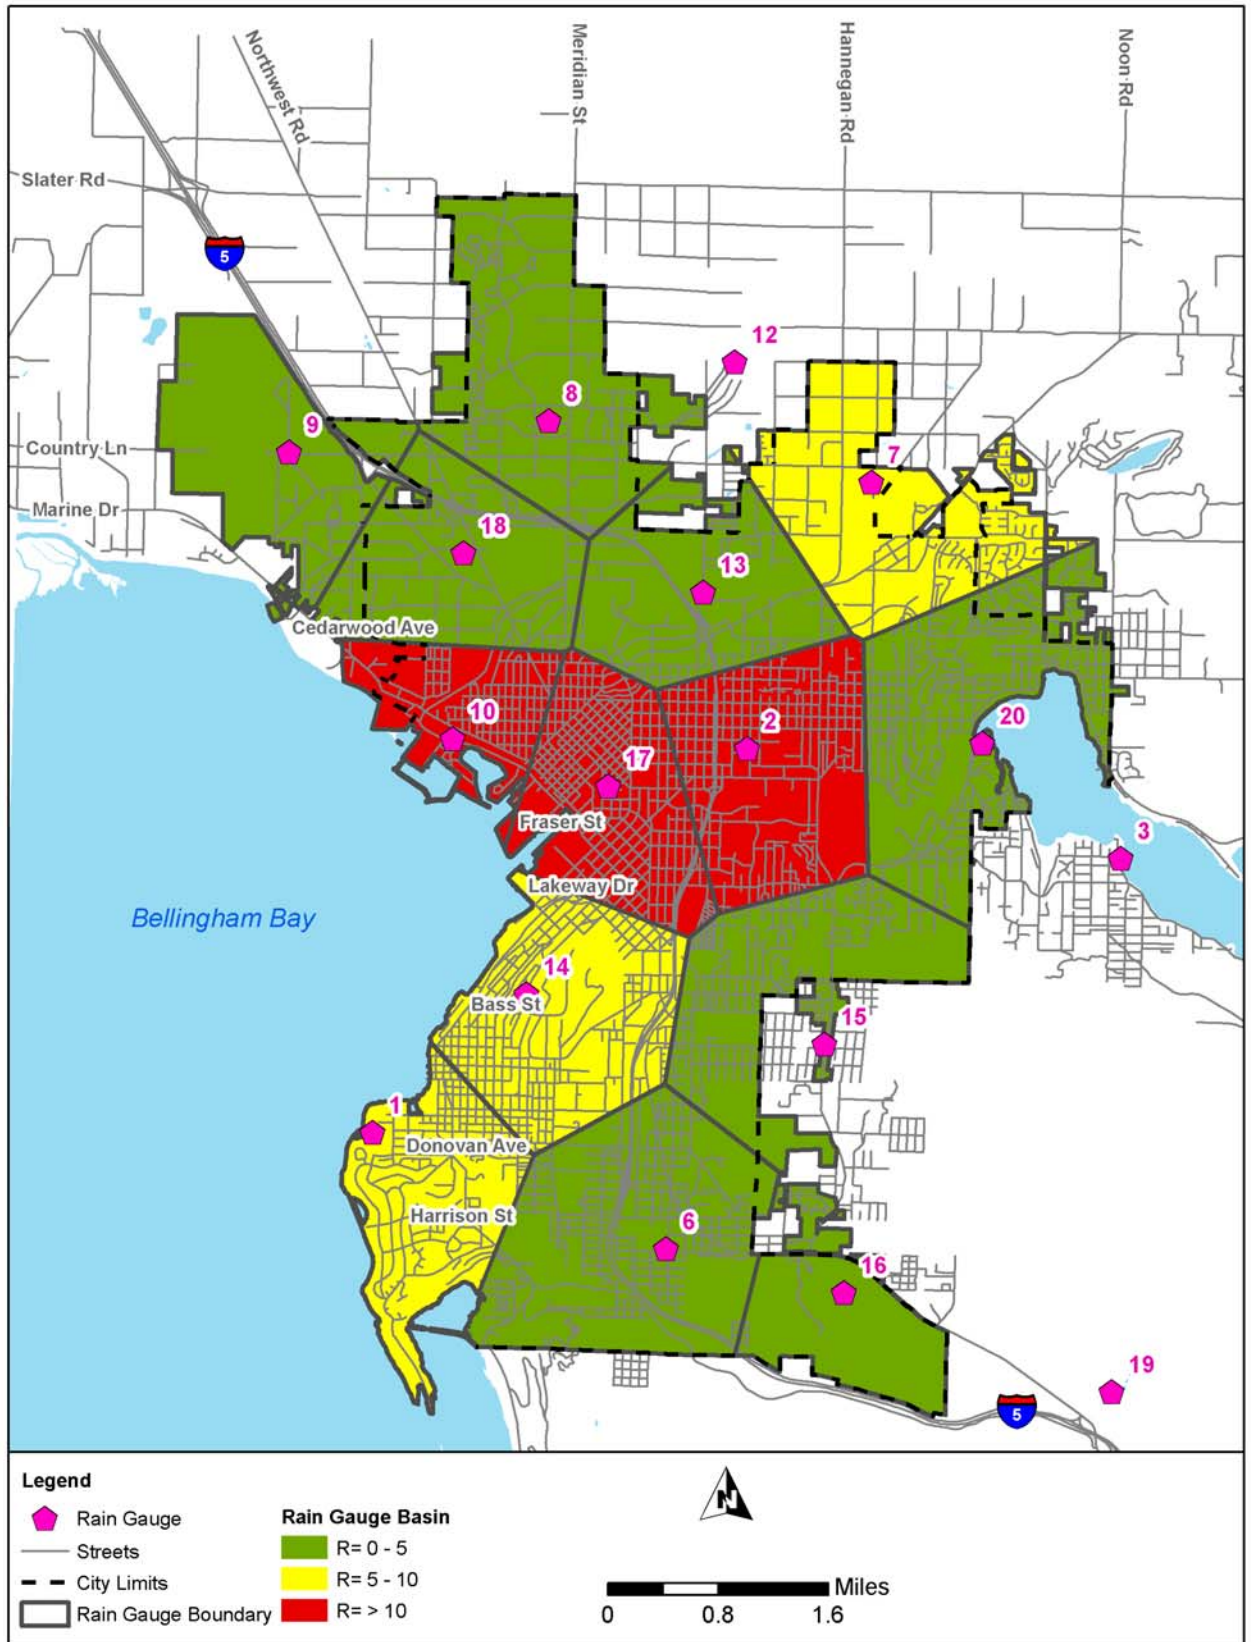 Northwest Rd
Meridian St
Hannegan Rd
Noon Rd
Slater Rd
5
12
8
9
Country Ln
7
Marine Dr
18
13
Cedarwood Ave
10
2
20
17
Fraser St
3
Lakeway Dr
Bellingham Bay
14
Bass St
15
1
Donovan Ave
Harrison St
6
16
19
5
Legend
Rain Gauge
Streets
City Limits
Rain Gauge Boundary
Rain Gauge Basin
R= 0 - 5
R= 5 - 10
R= > 10
N
Miles
0 0.8 1.6